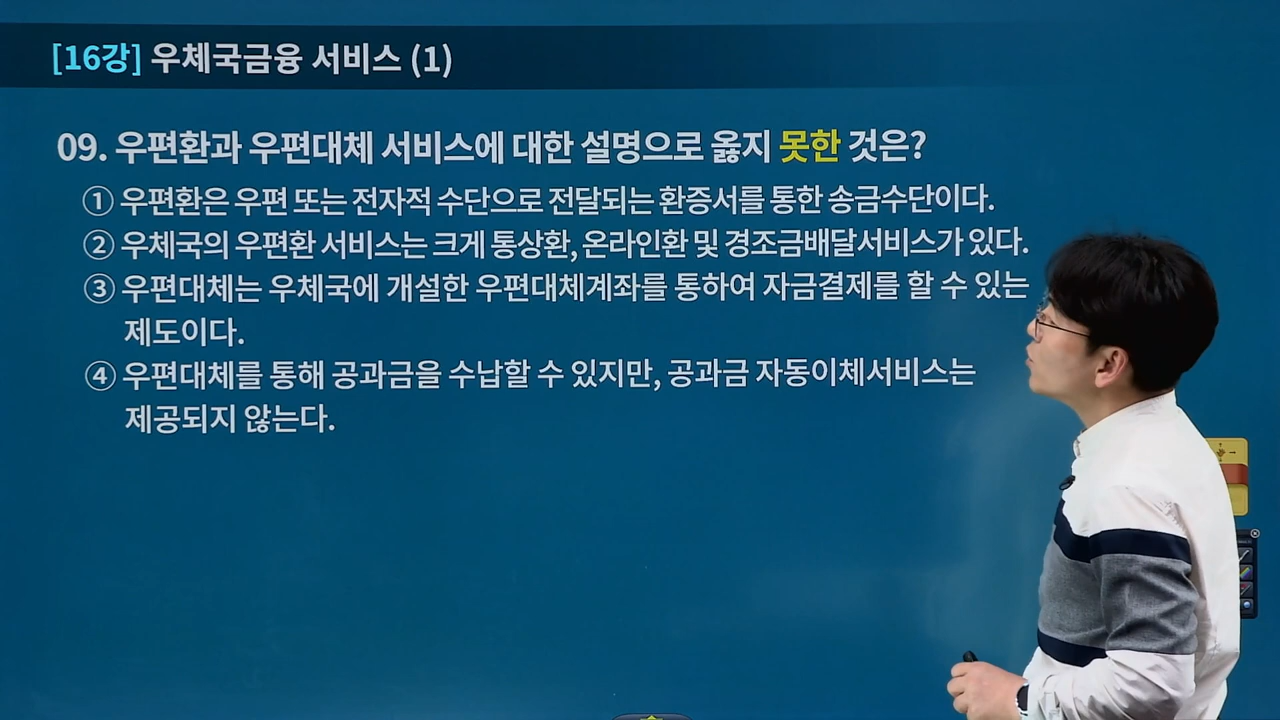 [16강] 우체국금융 서비스 (1)
09. 우편환과 우편대체 서비스에 대한 설명으로 옳지 못한 것은?
① 우편환은 우편 또는 전자적 수단으로 전달되는 환증서를 통한 송금수단이다.
② 우체국의 우편환 서비스는 크게 통상환, 온라인환 및 경조금배달서비스가 있다.
③ 우편대체는 우체국에 개설한 우편대체계좌를 통하여 자금결제를 할 수 있는
제도이다.
④ 우편대체를 통해 공과금을 수납할 수 있지만, 공과금 자동이체서비스는
제공되지 않는다.